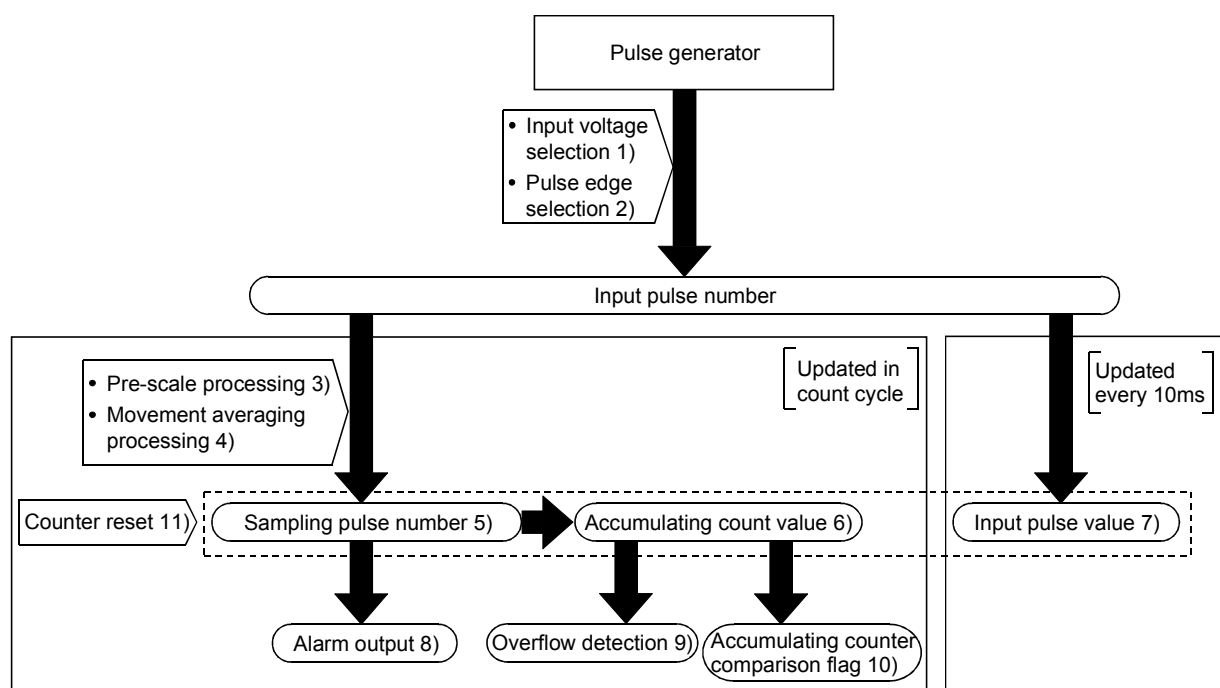 Pulse generator
• Input voltage
selection 1)
• Pulse edge
selection 2)
Input pulse number
• Pre-scale processing 3)
• Movement averaging
processing 4)
Updated in
count cycle
Updated
every 10ms
Counter reset 11)
Sampling pulse number 5)
Accumulating count value 6)
Input pulse value 7)
Alarm output 8)
Overflow detection 9)
Accumulating counter
comparison flag 10)